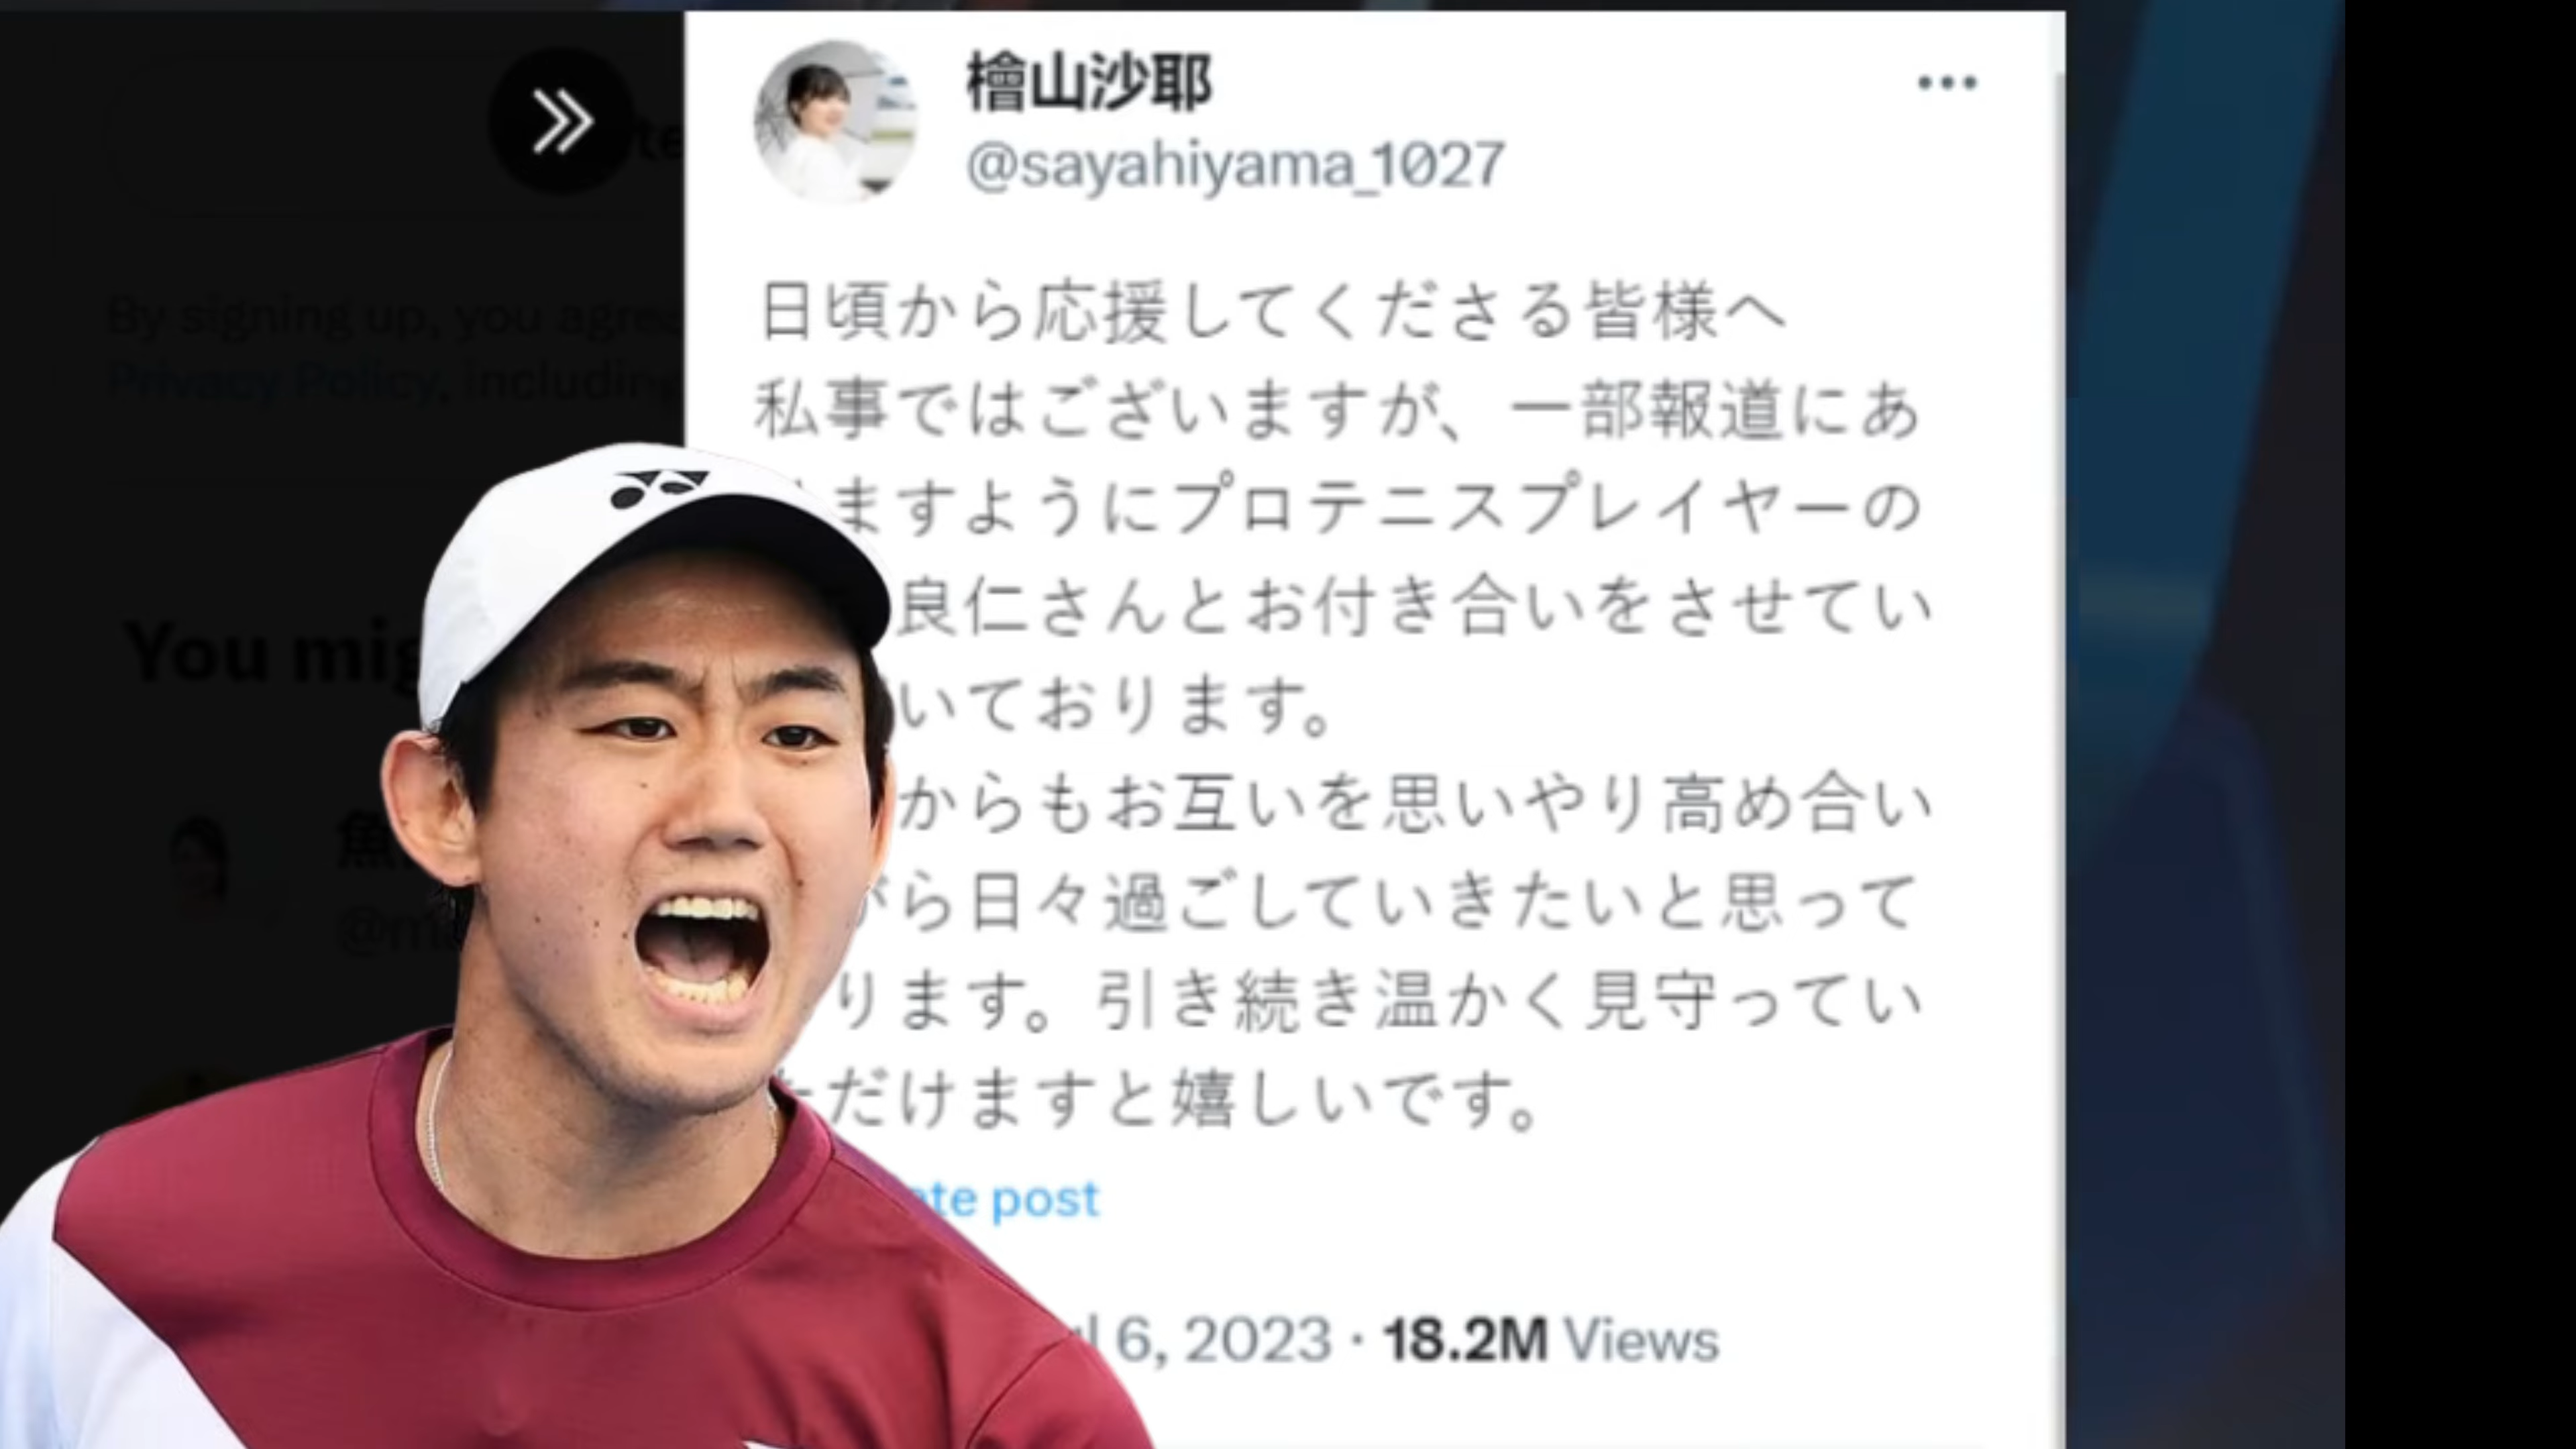 檜山沙耶
@sayahiyama_1027
日頃から応援してくださる皆様へ
私事ではございますが、一部報道にあ
ますようにプロテニスプレイヤーの
良仁さんとお付き合いをさせてい
いております。
からもお互いを思いやり高め合い
がら日々過ごしていきたいと思って
ります。引き続き温かく見守ってい
ただけますと嬉しいです。
post
6, 2023 · 18.2M Views
By signing up, you agree
Privacy Policy, including
You